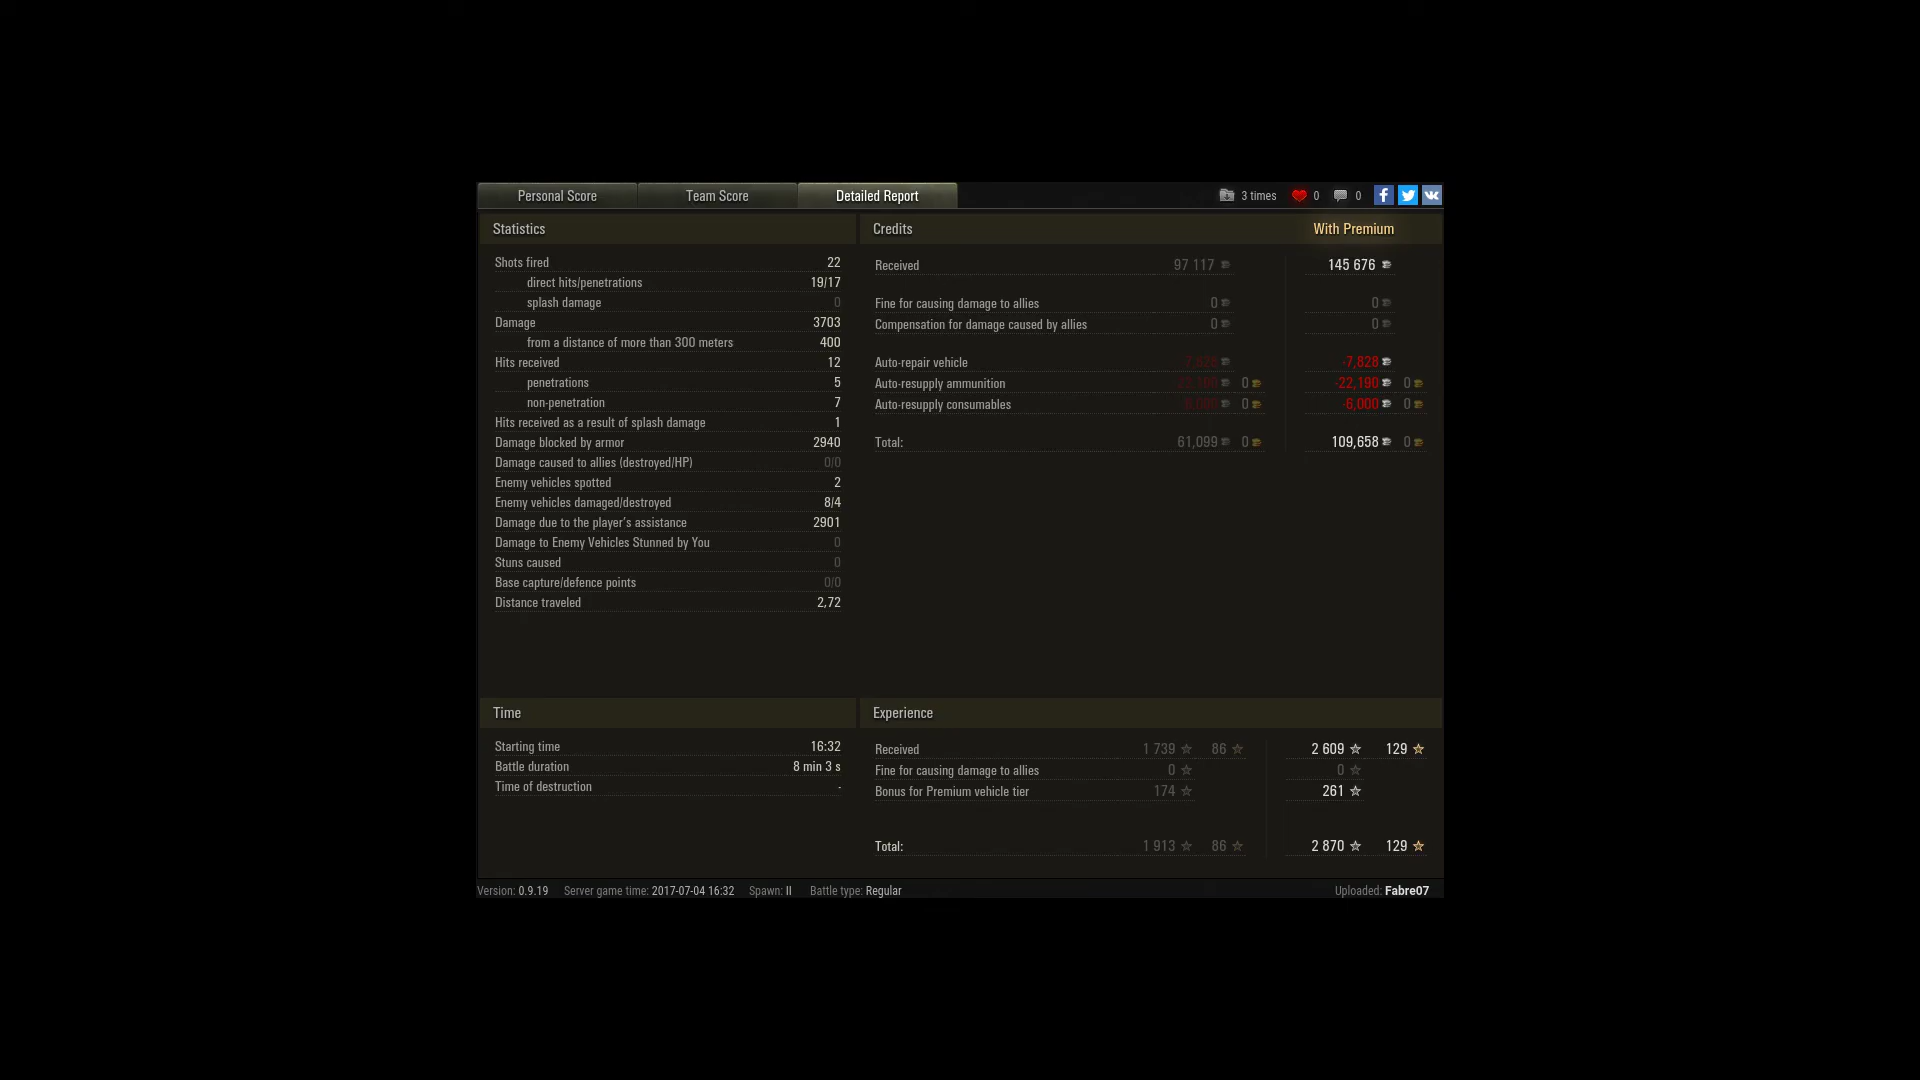 Personal Score Team Score Detailed Report 3 times 0 0
Statistics
Shots fired 22
direct hits/penetrations 19/17
splash damage 0
Damage 3703
from a distance of more than 300 meters 400
Hits received 12
penetrations 5
non-penetration 7
Hits received as a result of splash damage 1
Damage blocked by armor 2940
Damage caused to allies (destroyed/HP) 0/0
Enemy vehicles spotted 2
Enemy vehicles damaged/destroyed 8/4
Damage due to the player's assistance 2901
Damage to Enemy Vehicles Stunned by You 0
Stuns caused 0
Base capture/defence points 0/0
Distance traveled 2,72
Credits With Premium
Received 97 117 145 676
Fine for causing damage to allies 0 0
Compensation for damage caused by allies 0 0
Auto-repair vehicle -7,828 -7,828
Auto-resupply ammunition 0 -22,190 0
Auto-resupply consumables 0 -6,000 0
Total: 61,099 0 109,658 0
Time
Starting time 16:32
Battle duration 8 min 3 s
Time of destruction -
Experience
Received 1 739 86 2 609 129
Fine for causing damage to allies 0 0
Bonus for Premium vehicle tier 174 261
Total: 1 913 86 2 870 129
Version: 0.9.19 Server game time: 2017-07-04 16:32 Spawn: II Battle type: Regular Uploaded: Fabre07